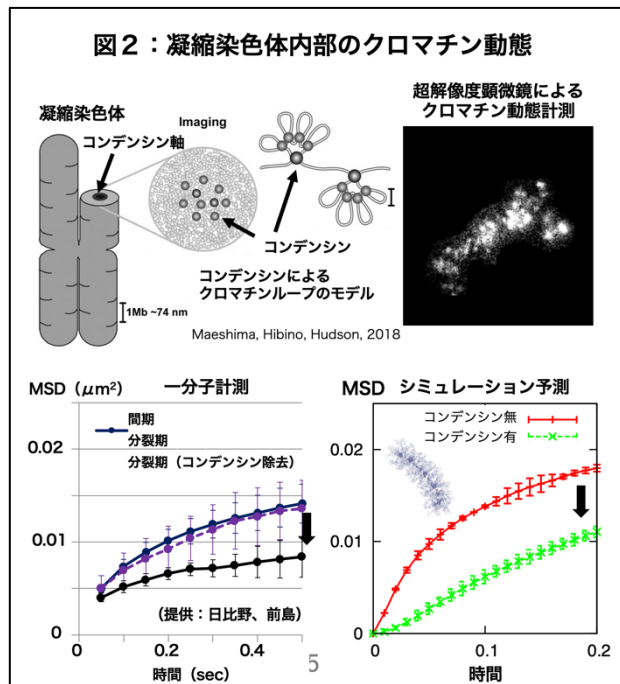 図２：凝縮染色体内部のクロマチン動態
凝縮染色体
コンデンシン軸
Imaging
コンデンシン
コンデンシンによる
クロマチンループのモデル
1Mb ~74 nm
超解像度顕微鏡による
クロマチン動態計測
Maeshima, Hibino, Hudson, 2018
MSD（μm²）
一分子計測
間期
分裂期
分裂期（コンデンシン除去）
0.02
0.01
0
（提供：日比野、前島）
0 0.2 0.4
時間（sec）
5
MSD
シミュレーション予測
コンデンシン無
コンデンシン有
0.02
0.01
0
0 0.1 0.2
時間